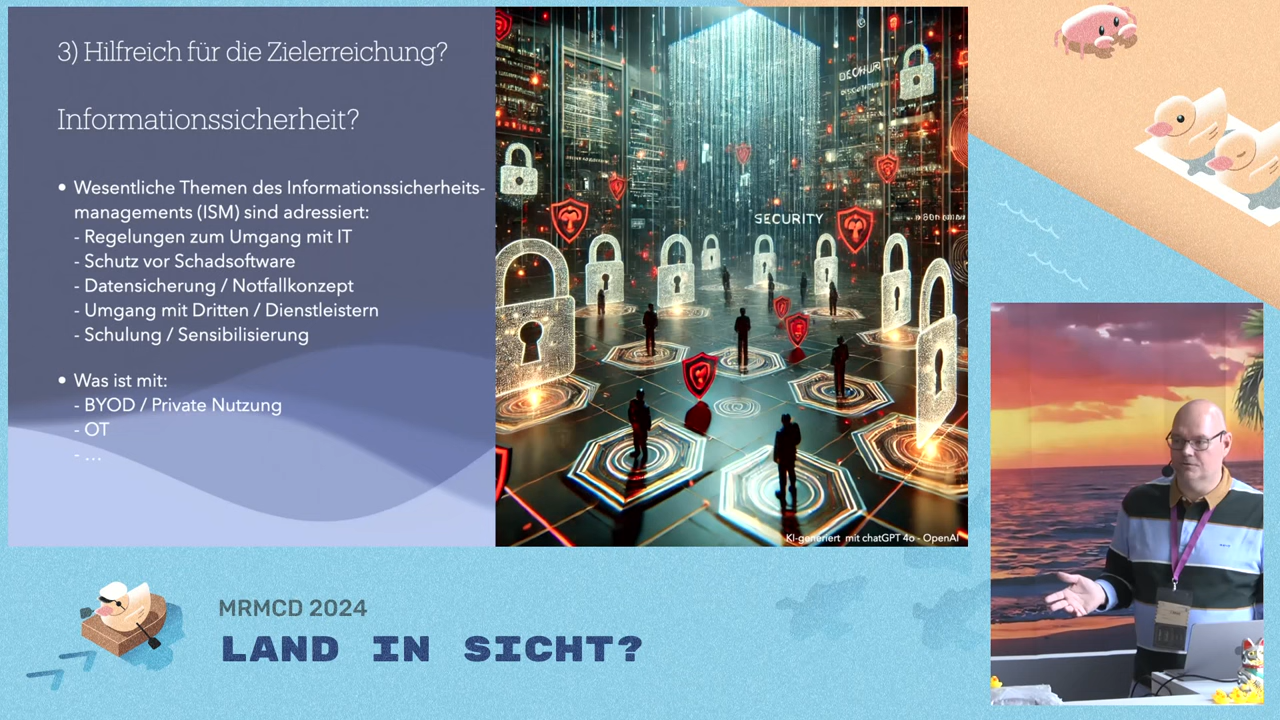 3) Hilfreich für die Zielerreichung?
Informationssicherheit?
• Wesentliche Themen des Informationssicherheits-
managements (ISM) sind adressiert:
- Regelungen zum Umgang mit IT
- Schutz vor Schadsoftware
- Datensicherung / Notfallkonzept
- Umgang mit Dritten / Dienstleistern
- Schulung / Sensibilisierung
• Was ist mit:
- BYOD / Private Nutzung
- OT
- ...
SECURITY
KI-generiert mit chatGPT 4o - OpenAI
MRMCD 2024
LAND IN SICHT?